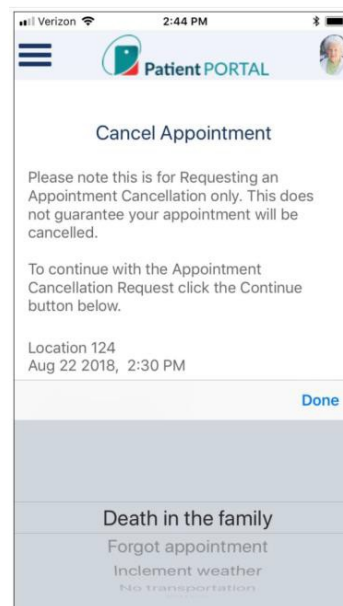 Verizon 2:44 PM
Patient PORTAL
Cancel Appointment
Please note this is for Requesting an
Appointment Cancellation only. This does
not guarantee your appointment will be
cancelled.
To continue with the Appointment
Cancellation Request click the Continue
button below.
Location 124
Aug 22 2018, 2:30 PM
Done
Death in the family
Forgot appointment
Inclement weather
No transportation